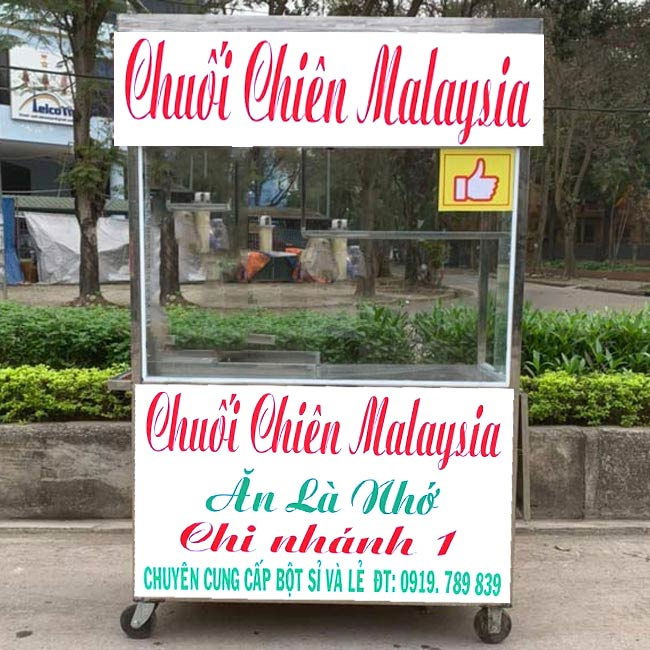 Chuối Chiên Malaysia
Chuối Chiên Malaysia
Ăn Là Nhớ
Chi nhánh 1
CHUYÊN CUNG CẤP BỘT SỈ VÀ LẺ ĐT: 0919. 789 839